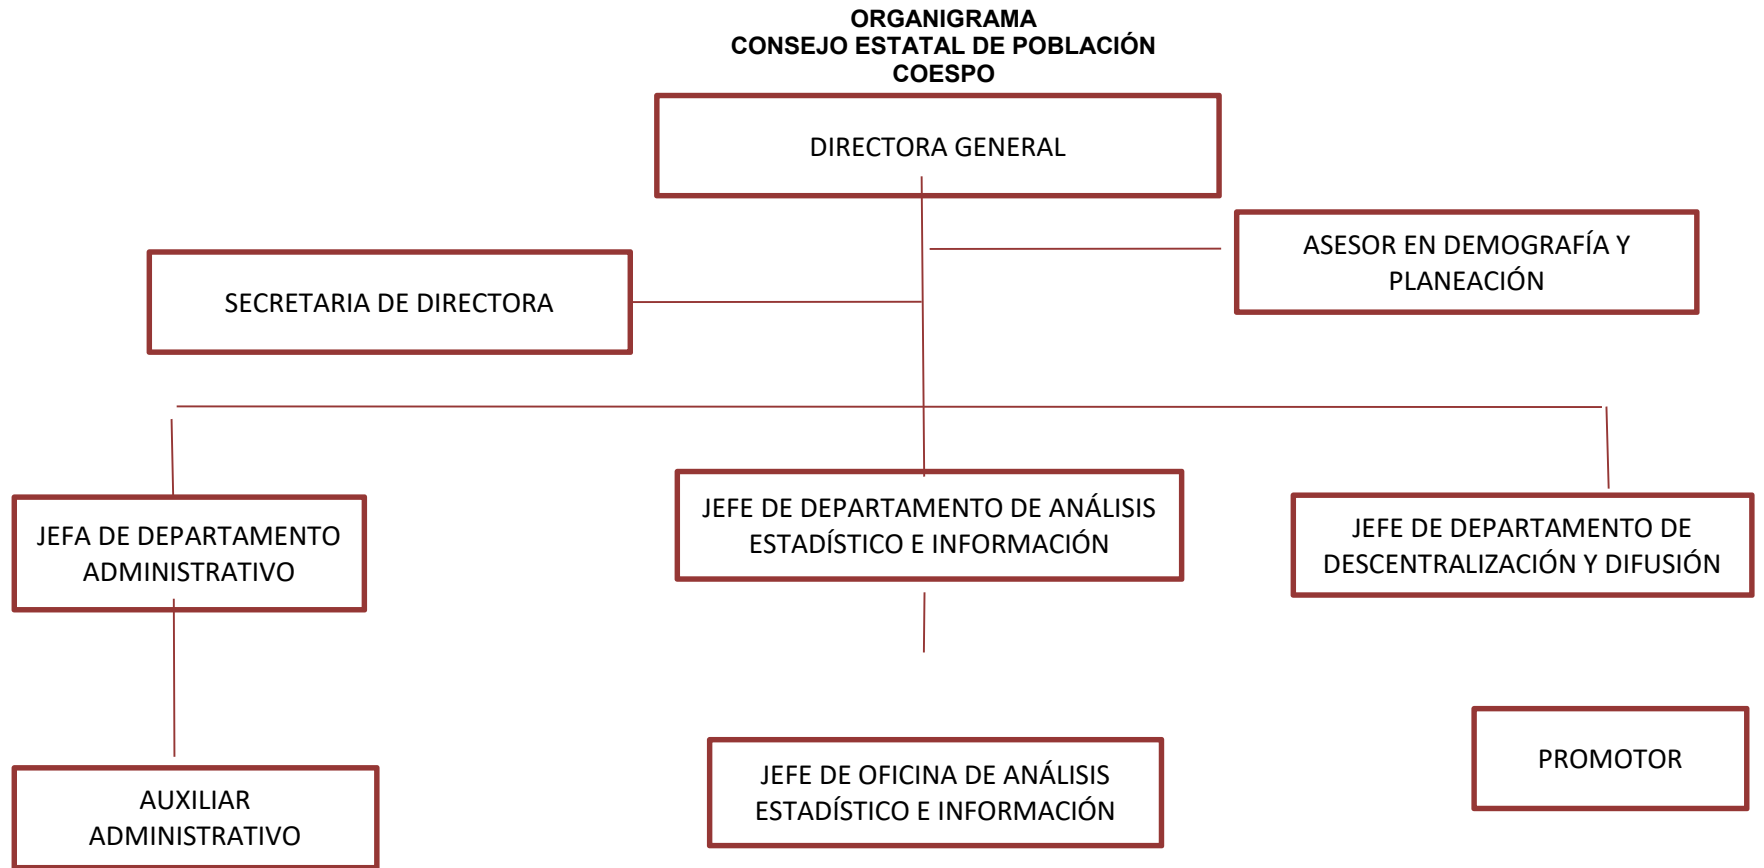 ORGANIGRAMA
CONSEJO ESTATAL DE POBLACIÓN
COESPO
DIRECTORA GENERAL
ASESOR EN DEMOGRAFÍA Y
PLANEACIÓN
SECRETARIA DE DIRECTORA
JEFA DE DEPARTAMENTO
ADMINISTRATIVO
JEFE DE DEPARTAMENTO DE ANÁLISIS
ESTADÍSTICO E INFORMACIÓN
JEFE DE DEPARTAMENTO DE
DESCENTRALIZACIÓN Y DIFUSIÓN
AUXILIAR
ADMINISTRATIVO
JEFE DE OFICINA DE ANÁLISIS
ESTADÍSTICO E INFORMACIÓN
PROMOTOR